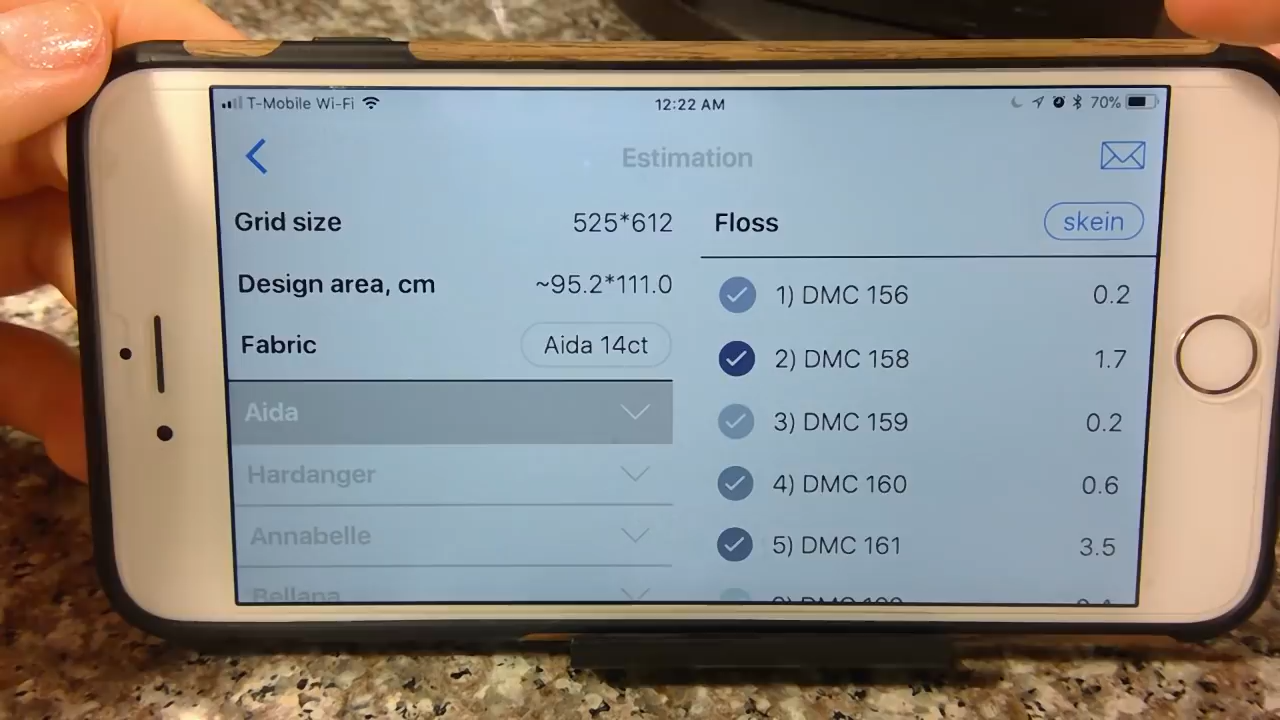 T-Mobile Wi-Fi 12:22 AM 70%
Estimation
Grid size 525*612
Design area, cm ~95.2*111.0
Fabric Aida 14ct
Aida
Hardanger
Annabelle
Bellana
Floss skein
1) DMC 156 0.2
2) DMC 158 1.7
3) DMC 159 0.2
4) DMC 160 0.6
5) DMC 161 3.5
DMC